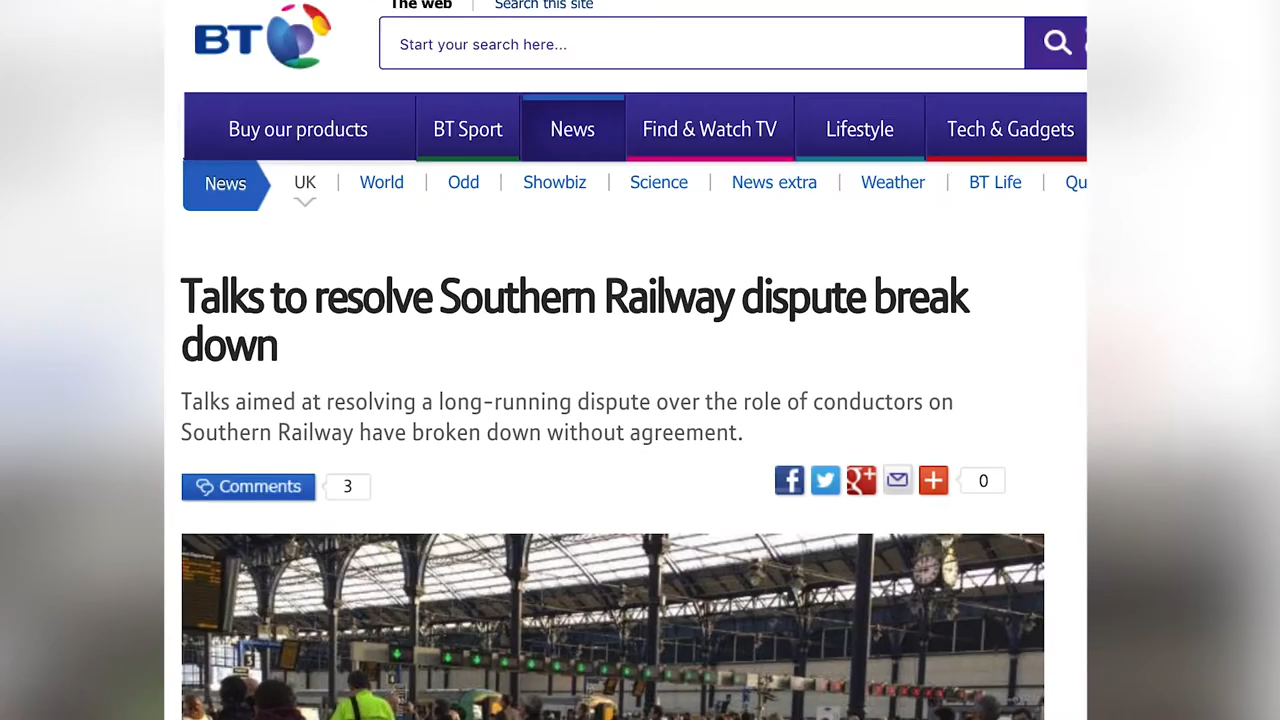 The web
Search this site
BT
Start your search here...
Buy our products
BT Sport
News
Find & Watch TV
Lifestyle
Tech & Gadgets
News
UK
World
Odd
Showbiz
Science
News extra
Weather
BT Life
Qu
Talks to resolve Southern Railway dispute break
down
Talks aimed at resolving a long-running dispute over the role of conductors on
Southern Railway have broken down without agreement.
Comments
3
0